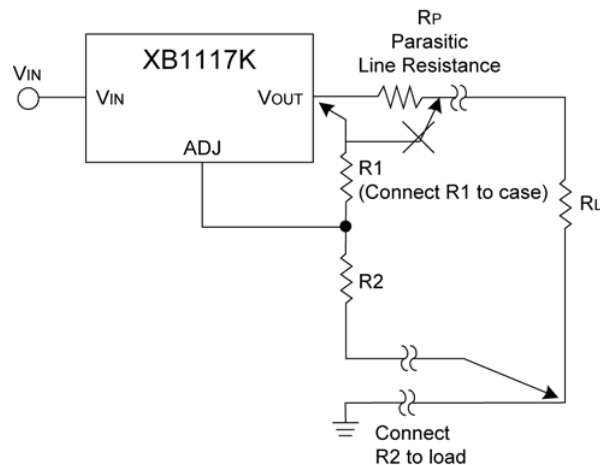 RP
Parasitic
Line Resistance
XB1117K
VIN
VIN
VOUT
ADJ
R1
(Connect R1 to case)
RL
R2
Connect
R2 to load